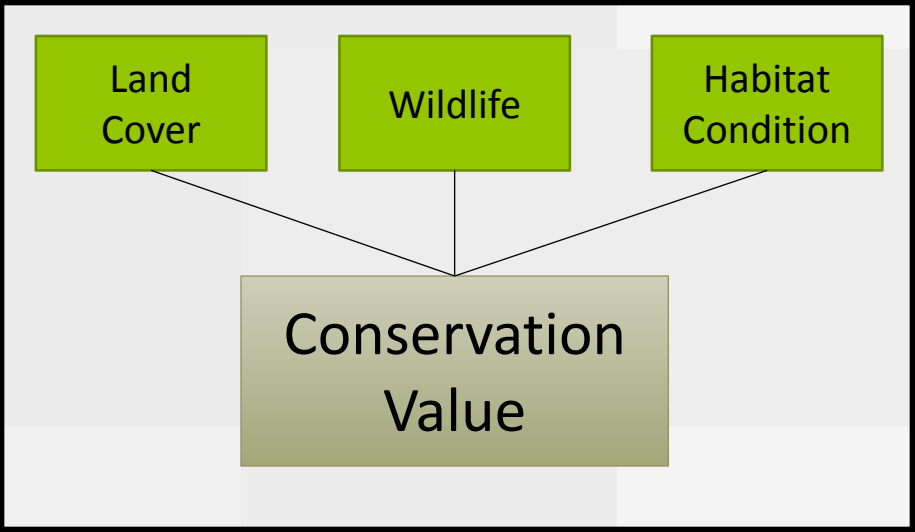 Land
Cover
Wildlife
Habitat
Condition
Conservation
Value